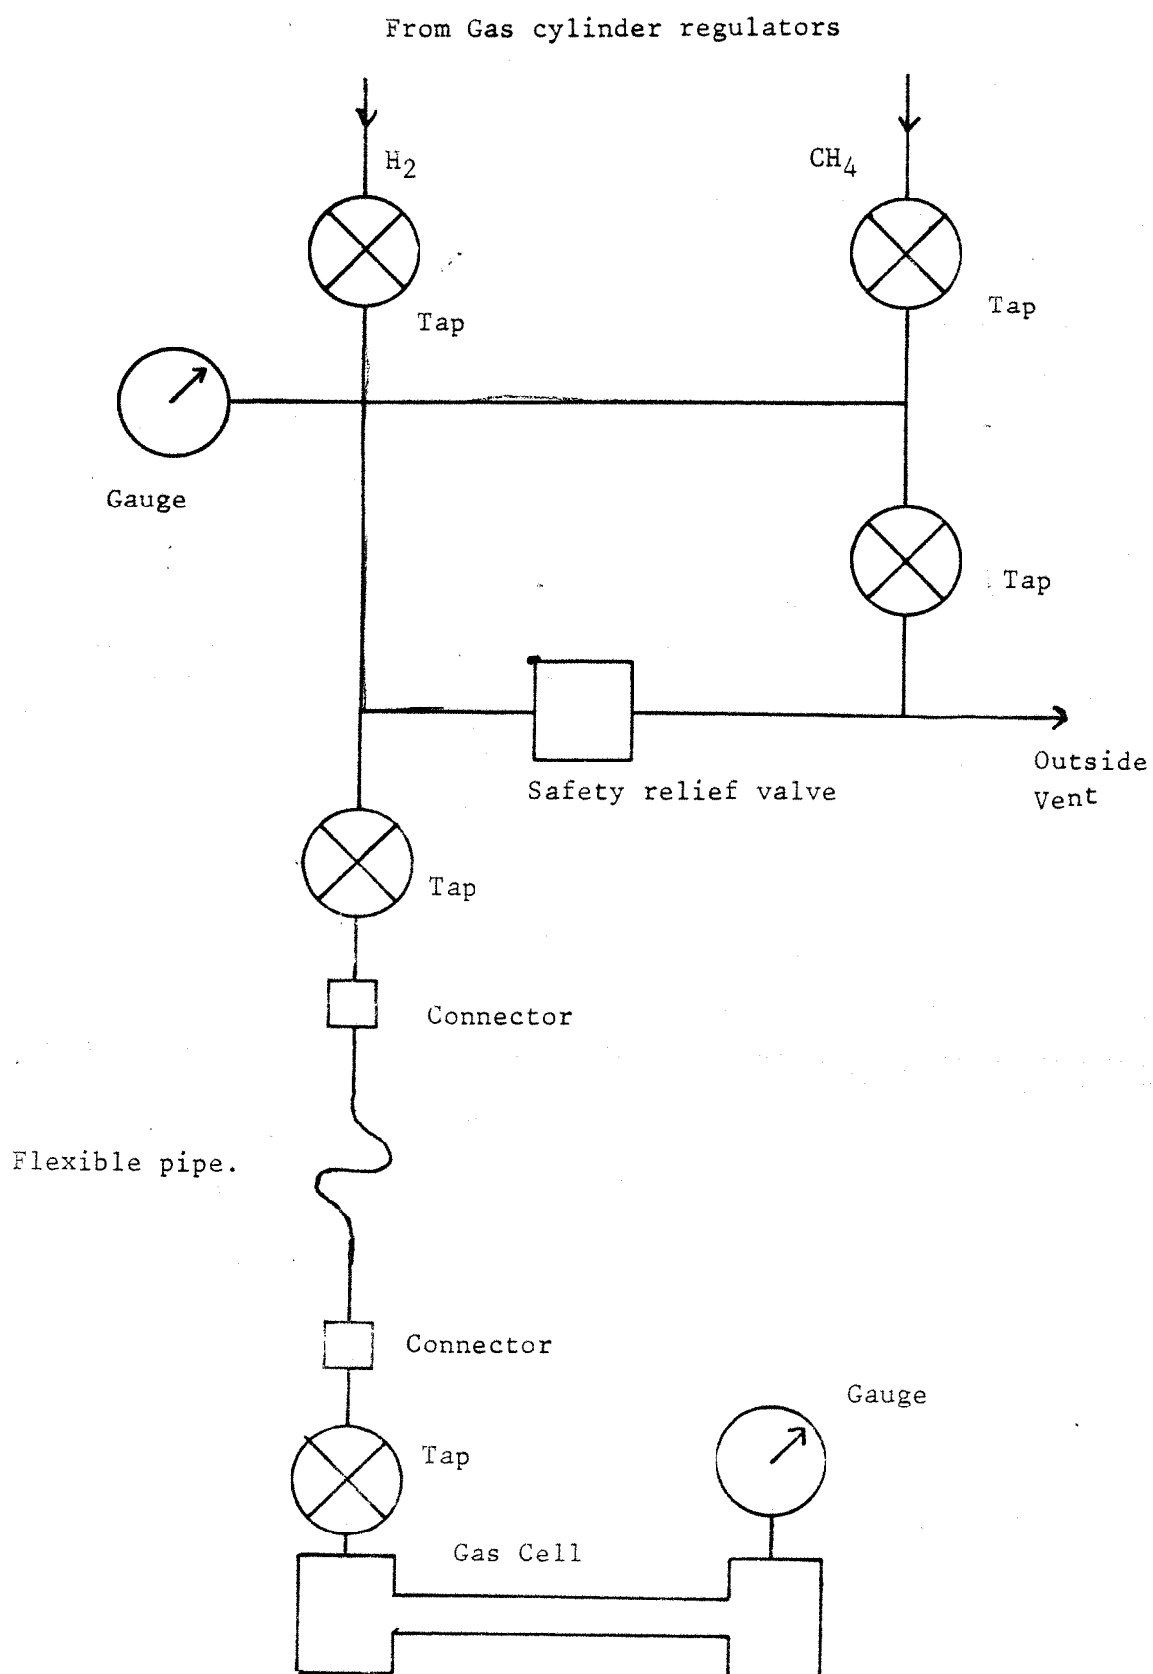 From Gas cylinder regulators
H2
CH4
Tap
Tap
Gauge
Tap
Outside
Vent
Safety relief valve
Tap
Connector
Flexible pipe.
Connector
Gauge
Tap
Gas Cell